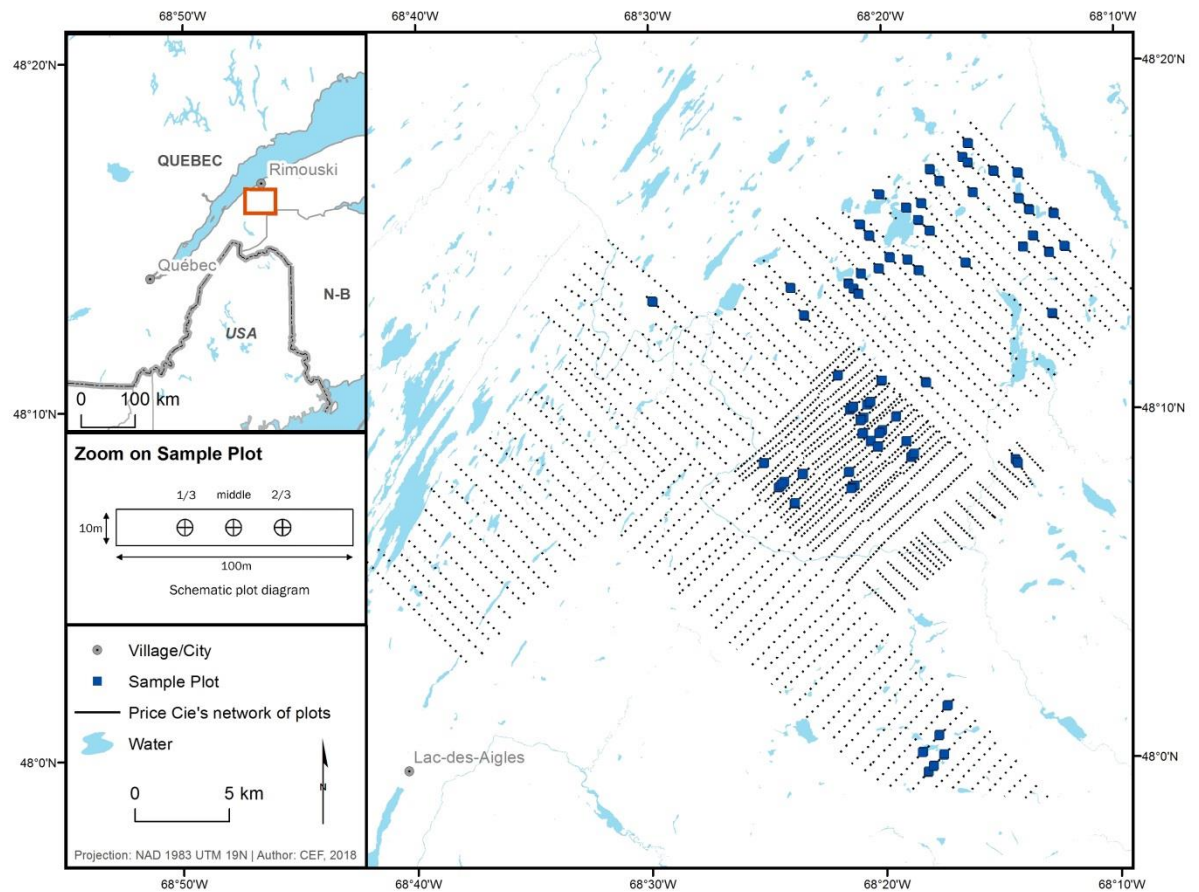 68°50'W
68°40'W
68°30'W
68°20'W
68°10'W
48°20'N
48°20'N
QUEBEC
Rimouski
Québec
N-B
USA
0 100 km
48°10'N
48°10'N
Zoom on Sample Plot
1/3 middle 2/3
10m
100m
Schematic plot diagram
Village/City
Sample Plot
Price Cie's network of plots
Water
N
0 5 km
Lac-des-Aigles
48°0'N
48°0'N
Projection: NAD 1983 UTM 19N | Author: CEF, 2018
68°50'W
68°40'W
68°30'W
68°20'W
68°10'W